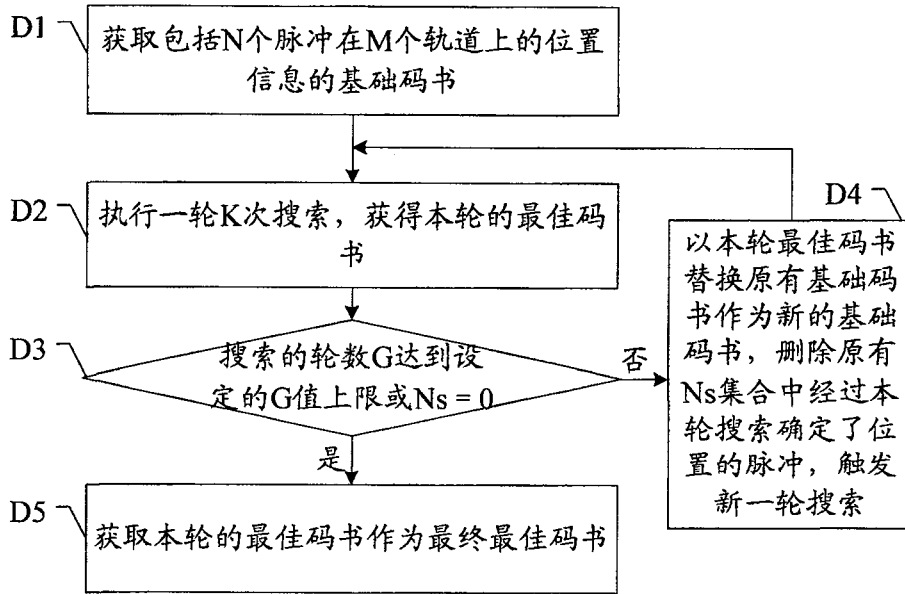 D1
获取包括N个脉冲在M个轨道上的位置
信息的基础码书
D2
执行一轮K次搜索，获得本轮的最佳码
书
D4
以本轮最佳码书
替换原有基础码
书作为新的基础
码书，删除原有
Ns集合中经过本
轮搜索确定了位
置的脉冲，触发
新一轮搜索
D3
搜索的轮数G达到设
定的G值上限或Ns = 0
否
是
D5
获取本轮的最佳码书作为最终最佳码书